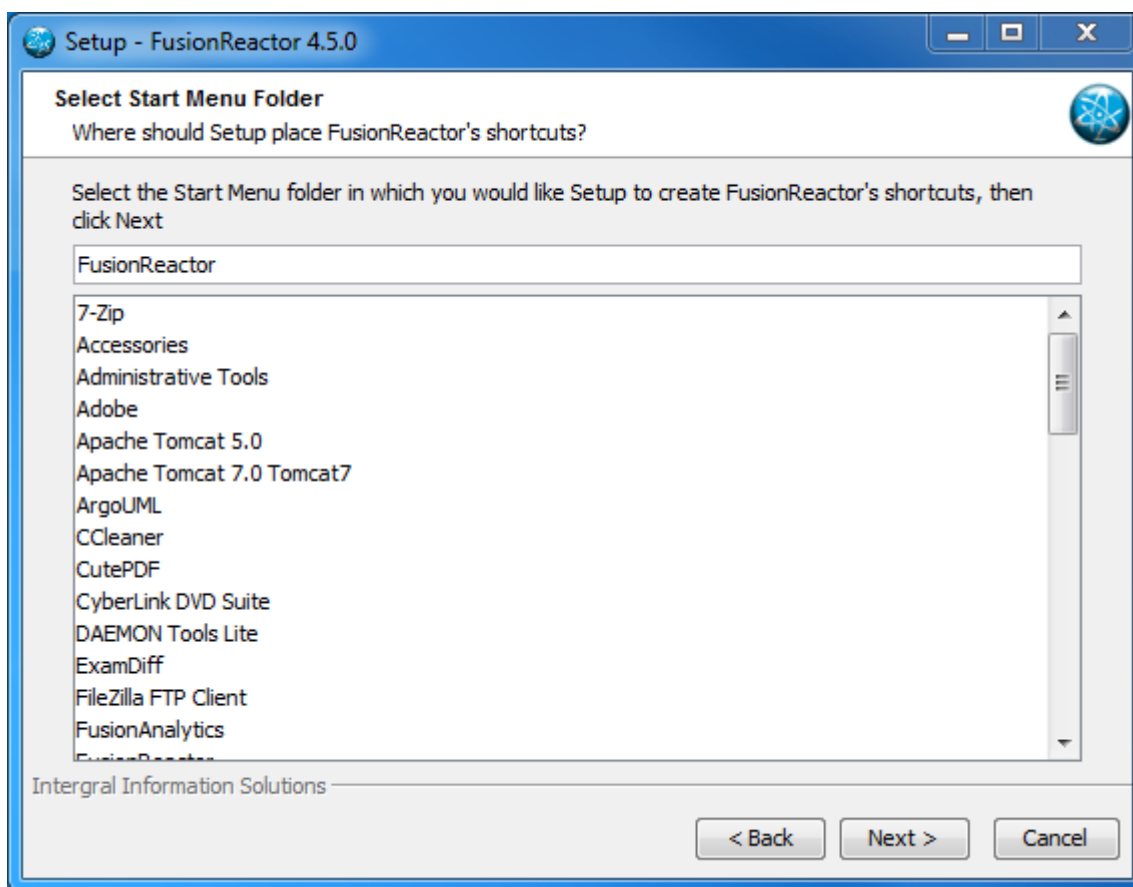 Setup - FusionReactor 4.5.0
Select Start Menu Folder
Where should Setup place FusionReactor's shortcuts?
Select the Start Menu folder in which you would like Setup to create FusionReactor's shortcuts, then
click Next
FusionReactor
7-Zip
Accessories
Administrative Tools
Adobe
Apache Tomcat 5.0
Apache Tomcat 7.0 Tomcat7
ArgoUML
CCleaner
CutePDF
CyberLink DVD Suite
DAEMON Tools Lite
ExamDiff
FileZilla FTP Client
FusionAnalytics
FusionReactor
Intergral Information Solutions
< Back Next > Cancel